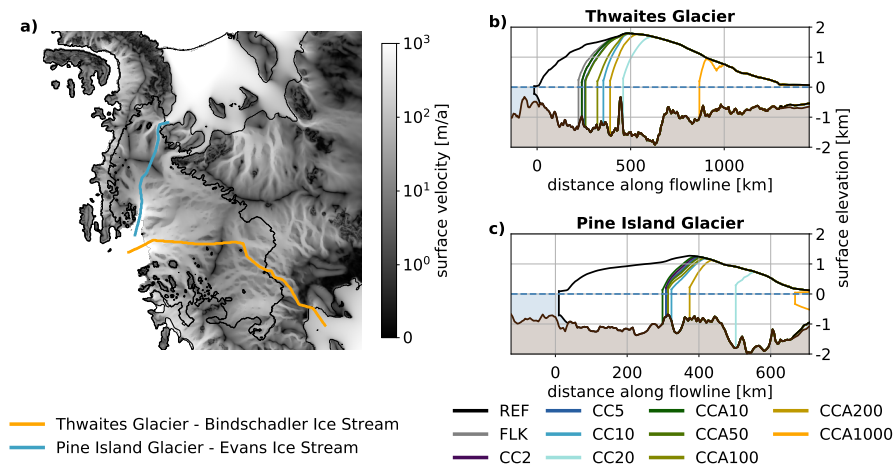 a)
10³
10²
10¹
10⁰
0
surface velocity [m/a]
b)
Thwaites Glacier
2
1
0
-1
-2
0
500
1000
distance along flowline [km]
surface elevation [km]
c)
Pine Island Glacier
2
1
0
-1
-2
0
200
400
600
distance along flowline [km]
Thwaites Glacier - Bindschadler Ice Stream
Pine Island Glacier - Evans Ice Stream
REF
FLK
CC2
CC5
CC10
CC20
CCA10
CCA50
CCA100
CCA200
CCA1000